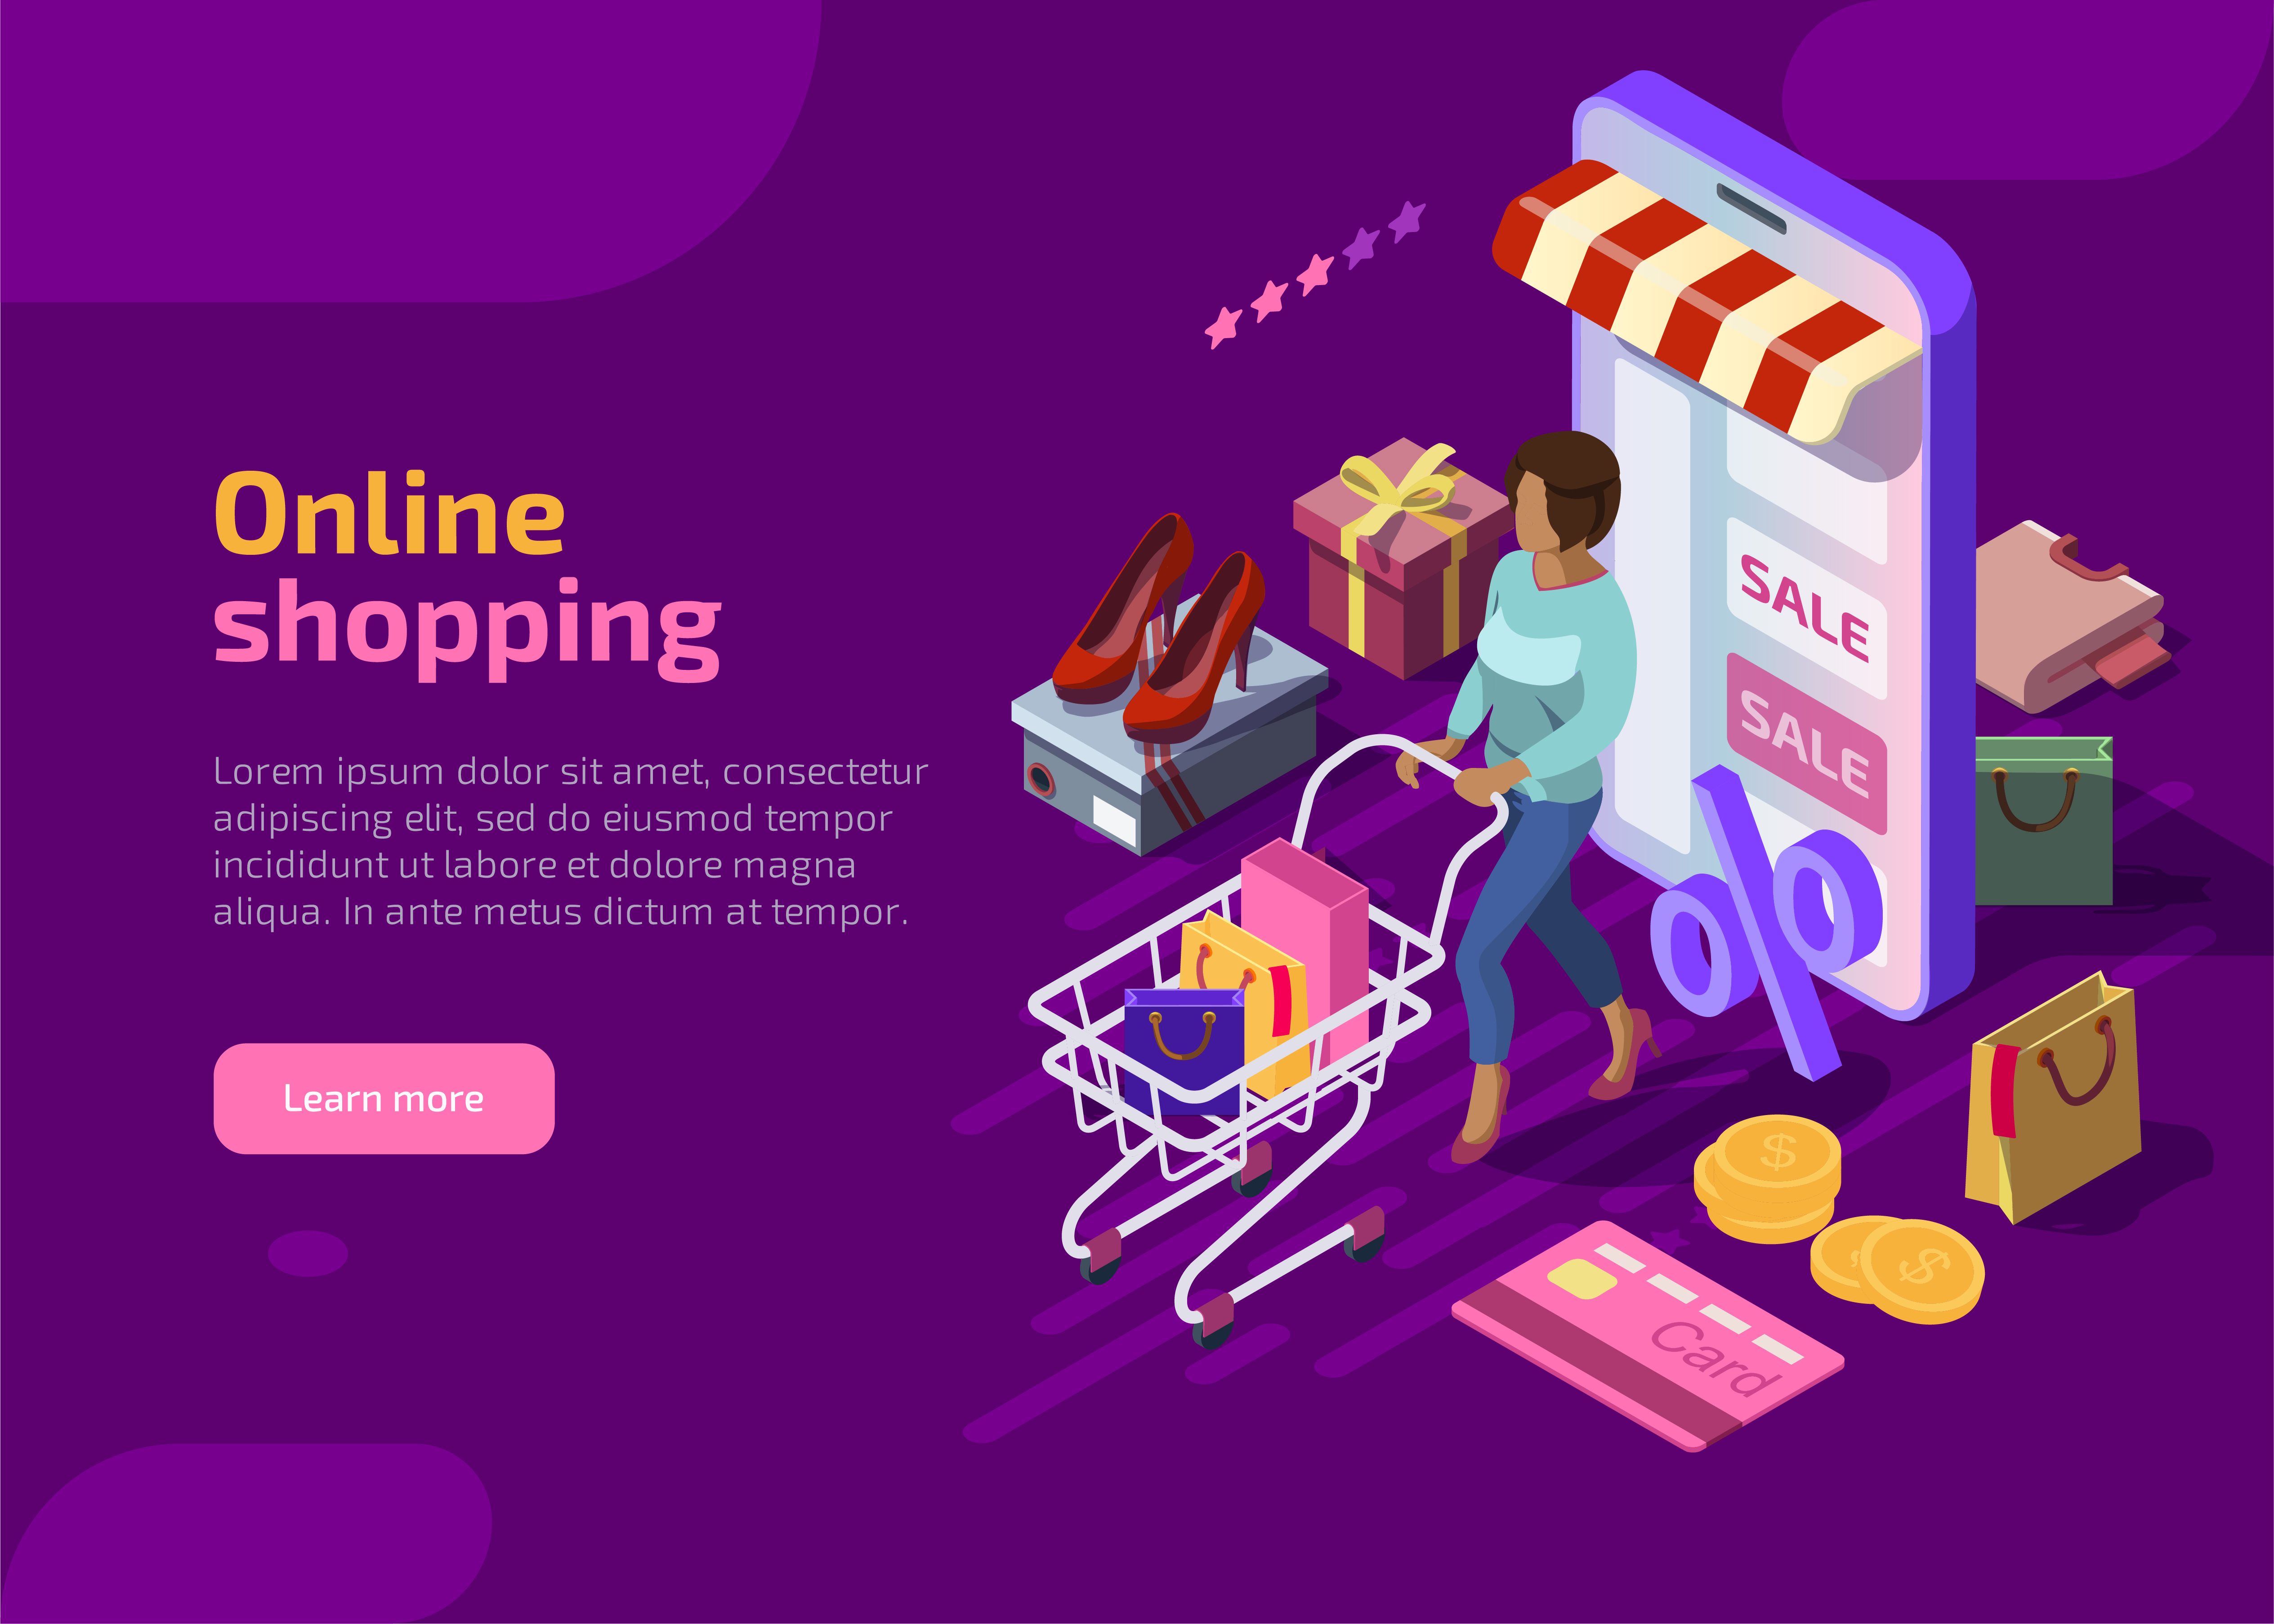 Online
shopping
Lorem ipsum dolor sit amet, consectetur
adipiscing elit, sed do eiusmod tempor
incididunt ut labore et dolore magna
aliqua. In ante metus dictum at tempor.
Learn more
SALE
SALE
%
$
$
Card